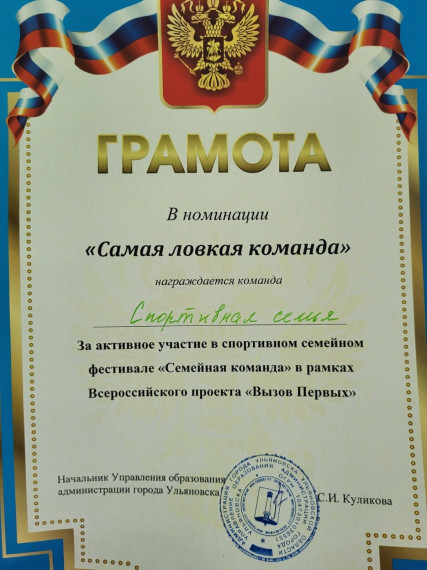 ГРАМОТА
В номинации
«Самая ловкая команда»
награждается команда
Спортивная семья
За активное участие в спортивном семейном
фестивале «Семейная команда» в рамках
Всероссийского проекта «Вызов Первых»
Начальник Управления образования
администрации города Ульяновска
С.И. Куликова